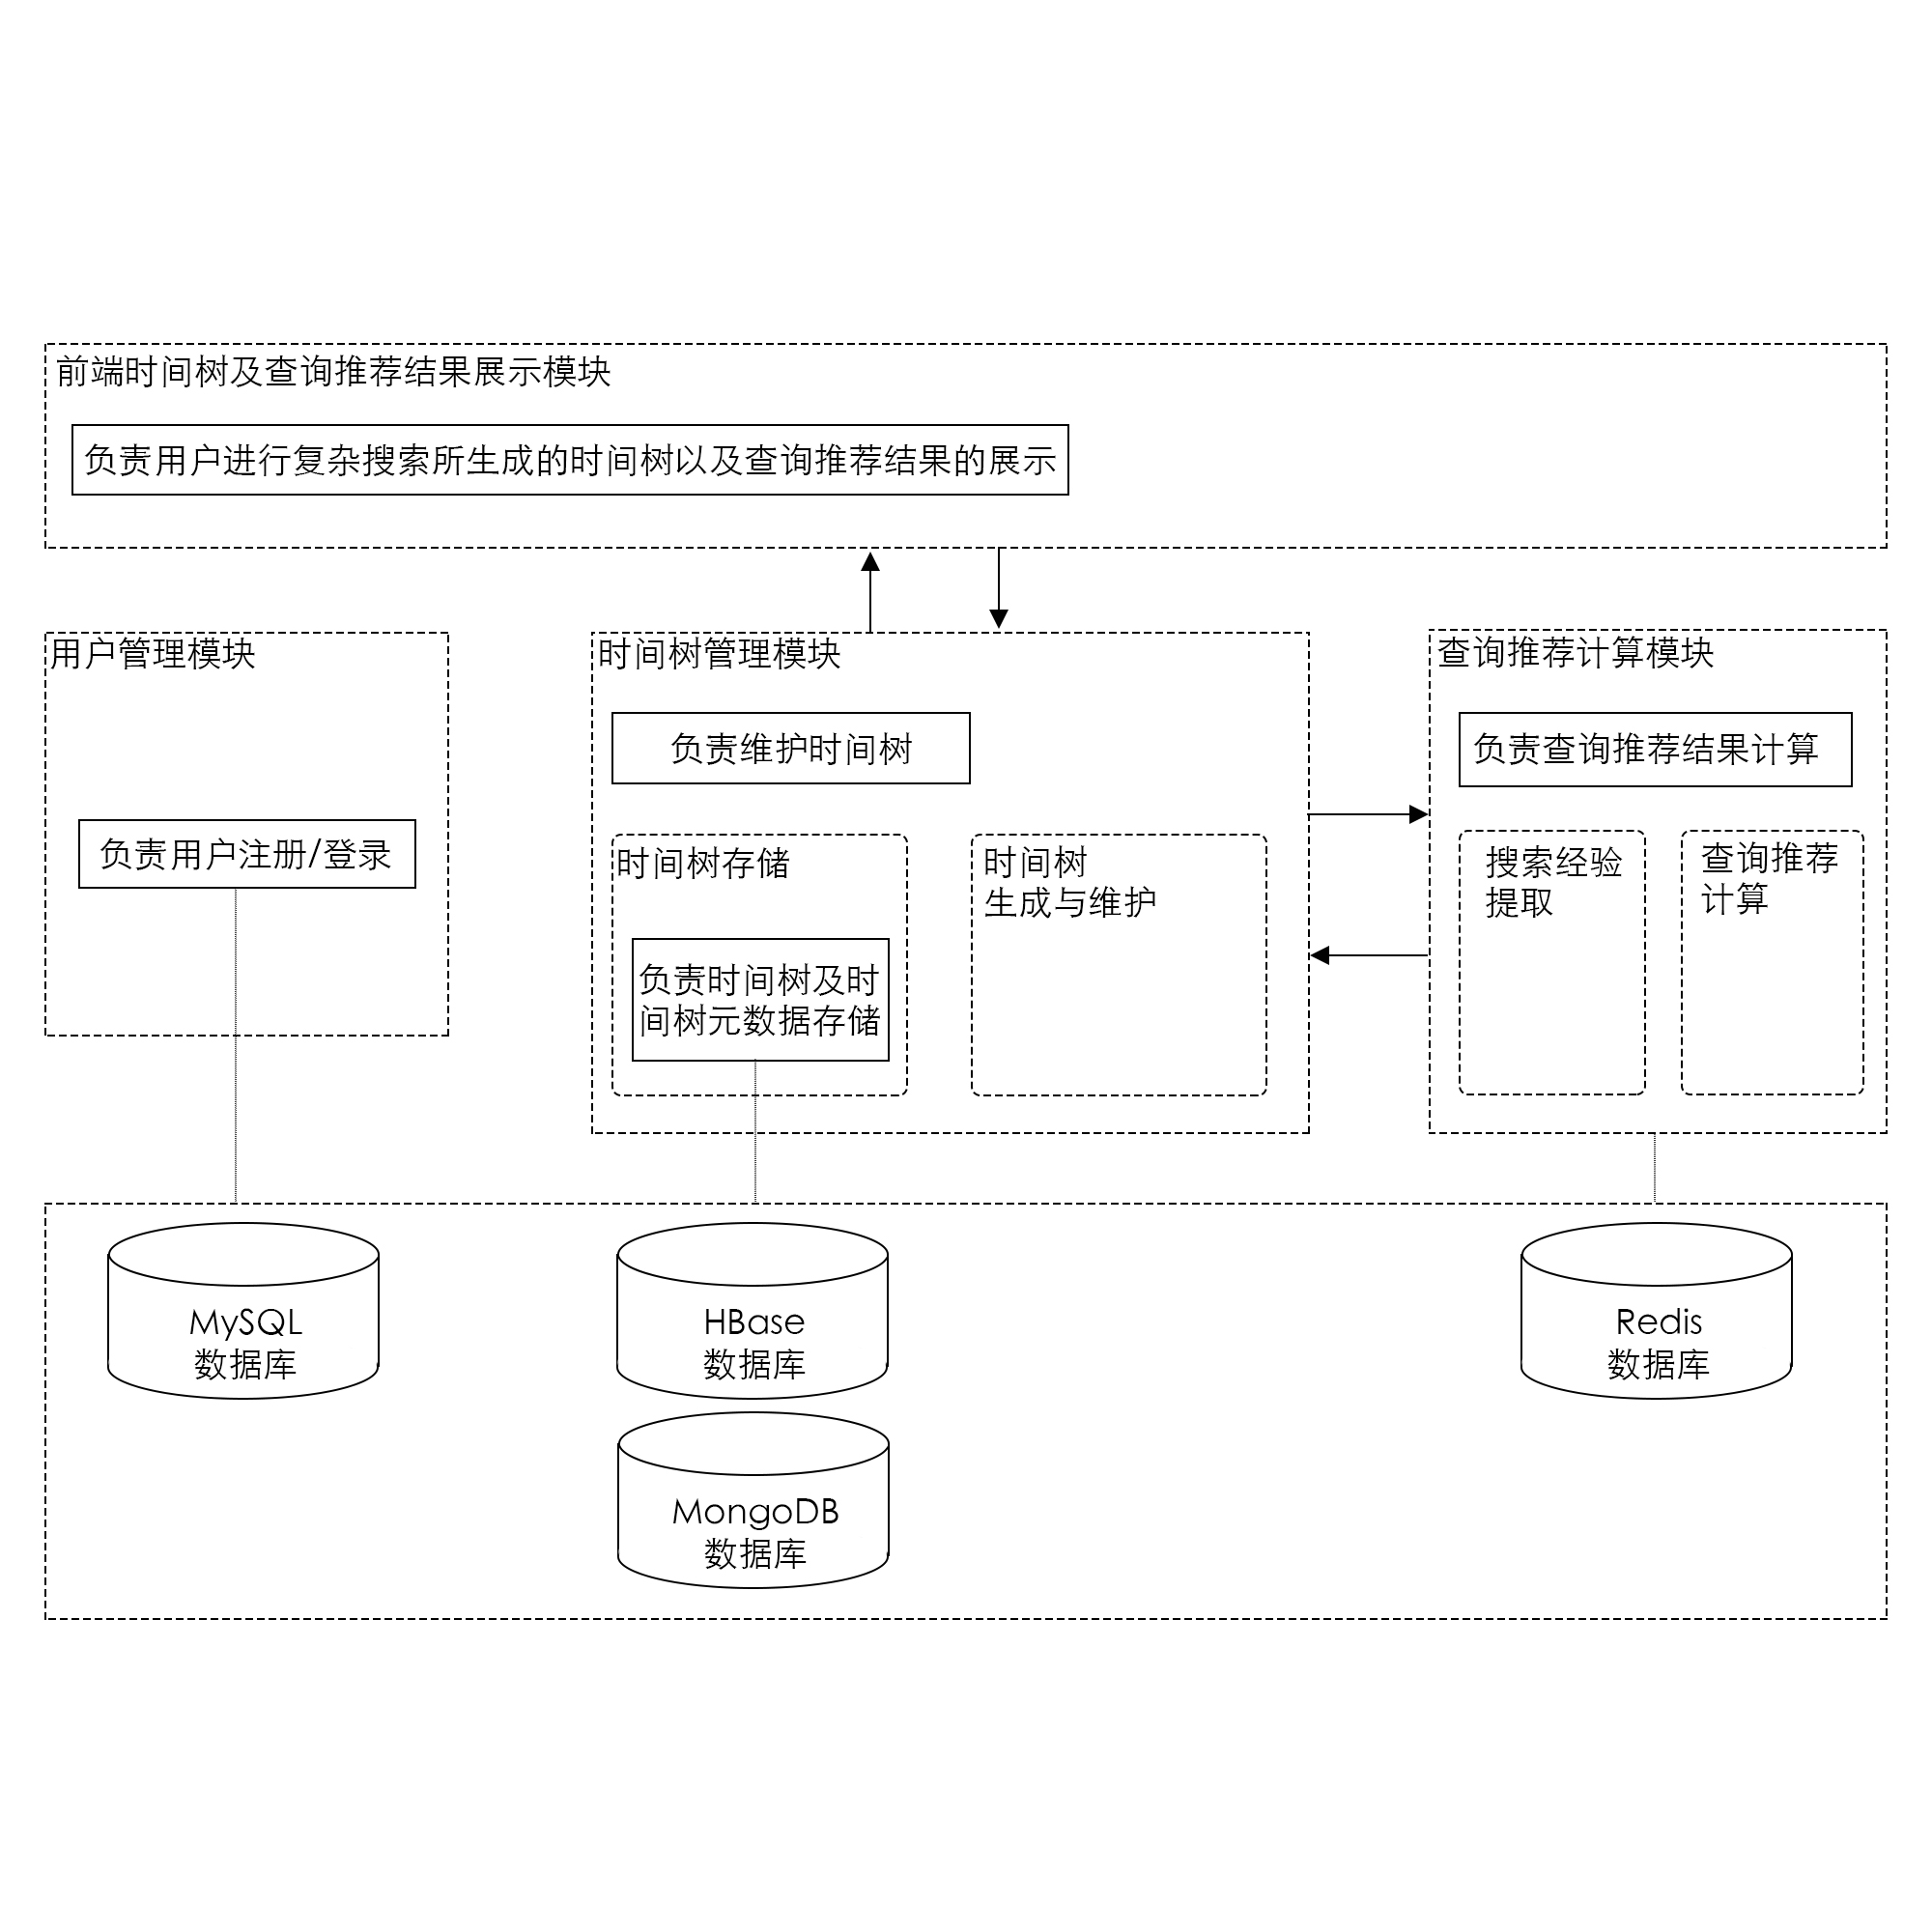 前端时间树及查询推荐结果展示模块
负责用户进行复杂搜索所生成的时间树以及查询推荐结果的展示
用户管理模块
负责用户注册/登录
时间树管理模块
负责维护时间树
时间树存储
负责时间树及时
间树元数据存储
时间树
生成与维护
查询推荐计算模块
负责查询推荐结果计算
搜索经验
提取
查询推荐
计算
MySQL
数据库
HBase
数据库
MongoDB
数据库
Redis
数据库